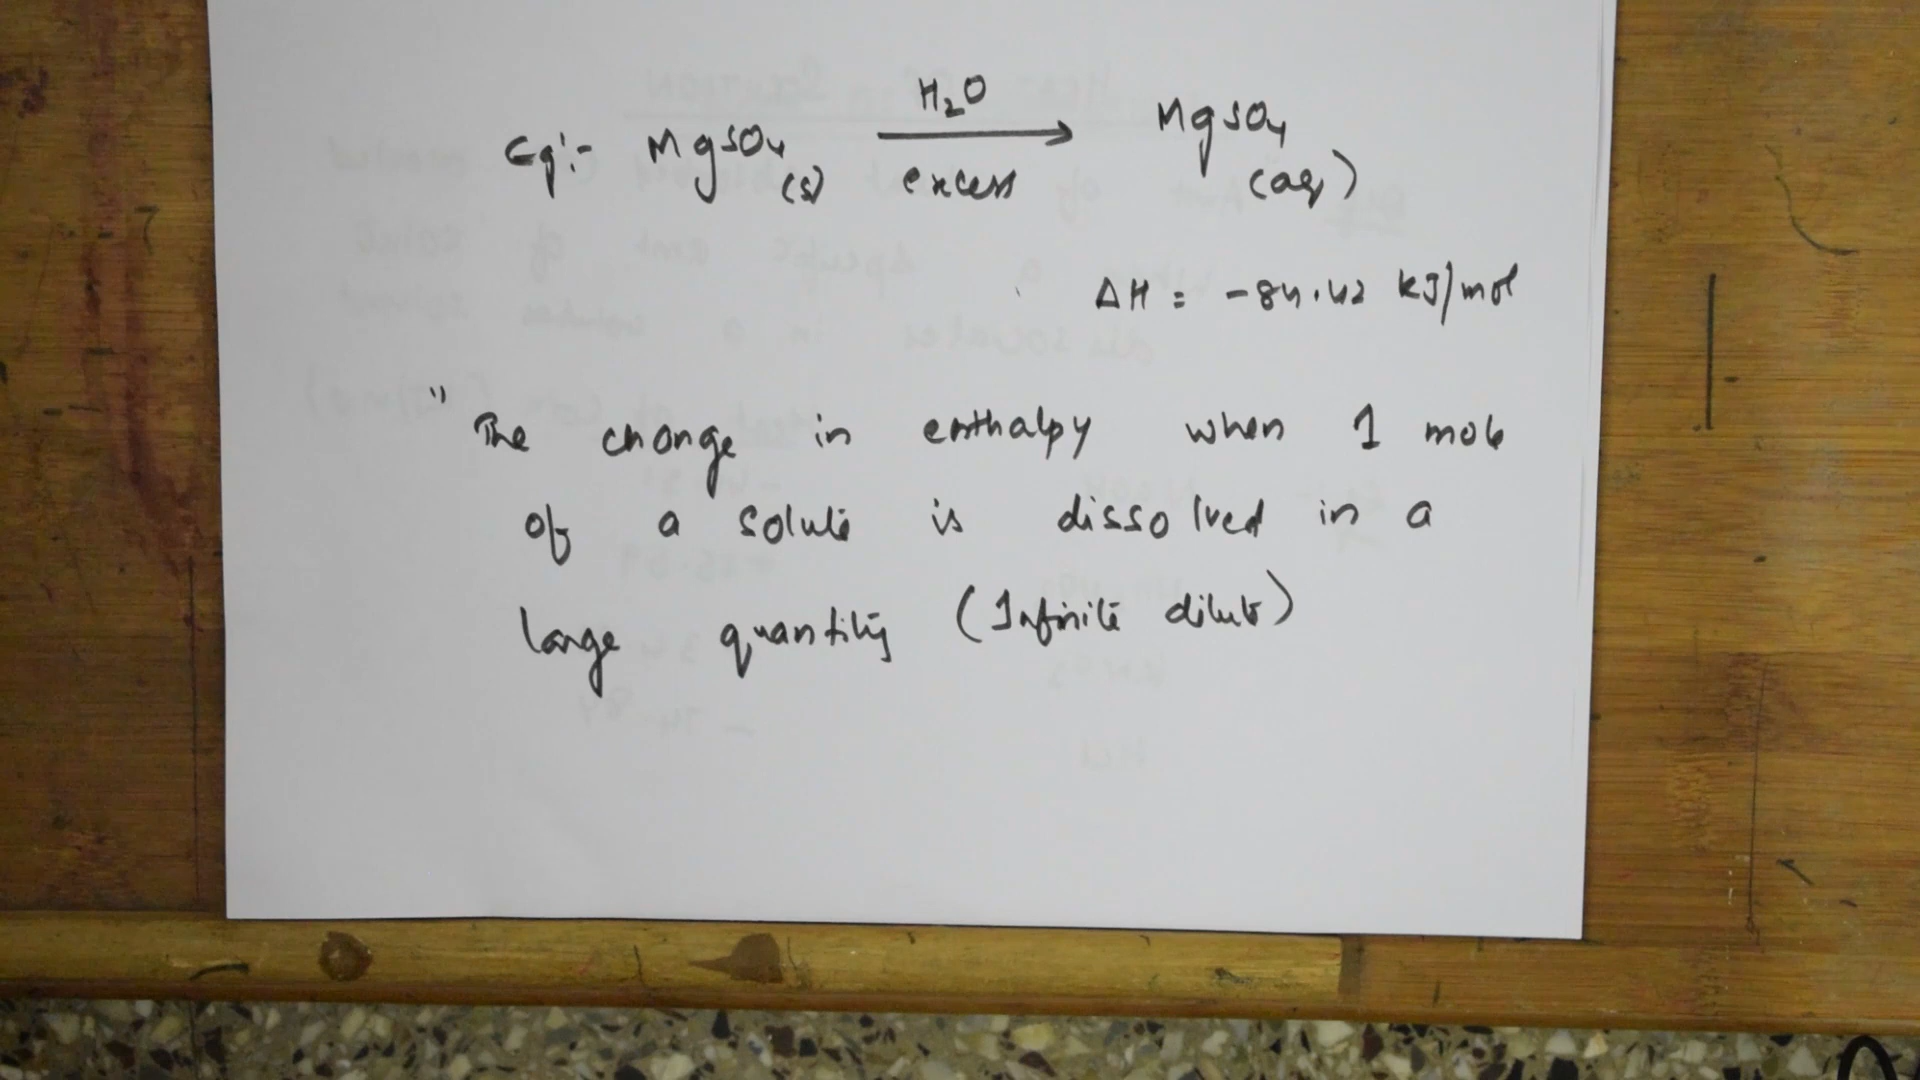 Eg:- MgSO4 (s) H2O excess → MgSO4 (aq)
ΔH = -84.42 kJ/mol
" The change in enthalpy when 1 mole
of a solute is dissolved in a
large quantity (Infinite dilute)